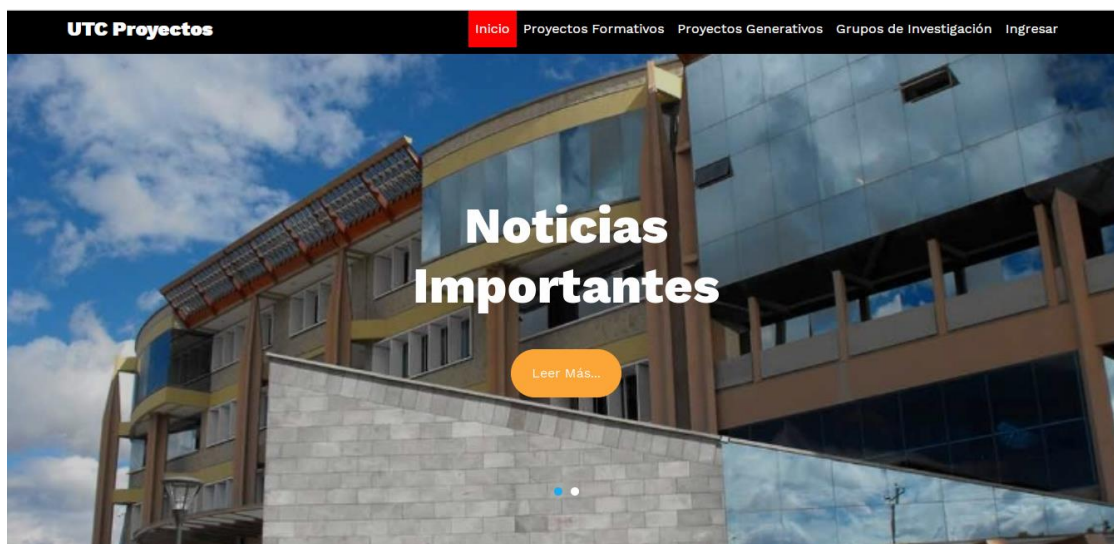 UTC Proyectos
Inicio Proyectos Formativos Proyectos Generativos Grupos de Investigación Ingresar
Noticias
Importantes
Leer Más...